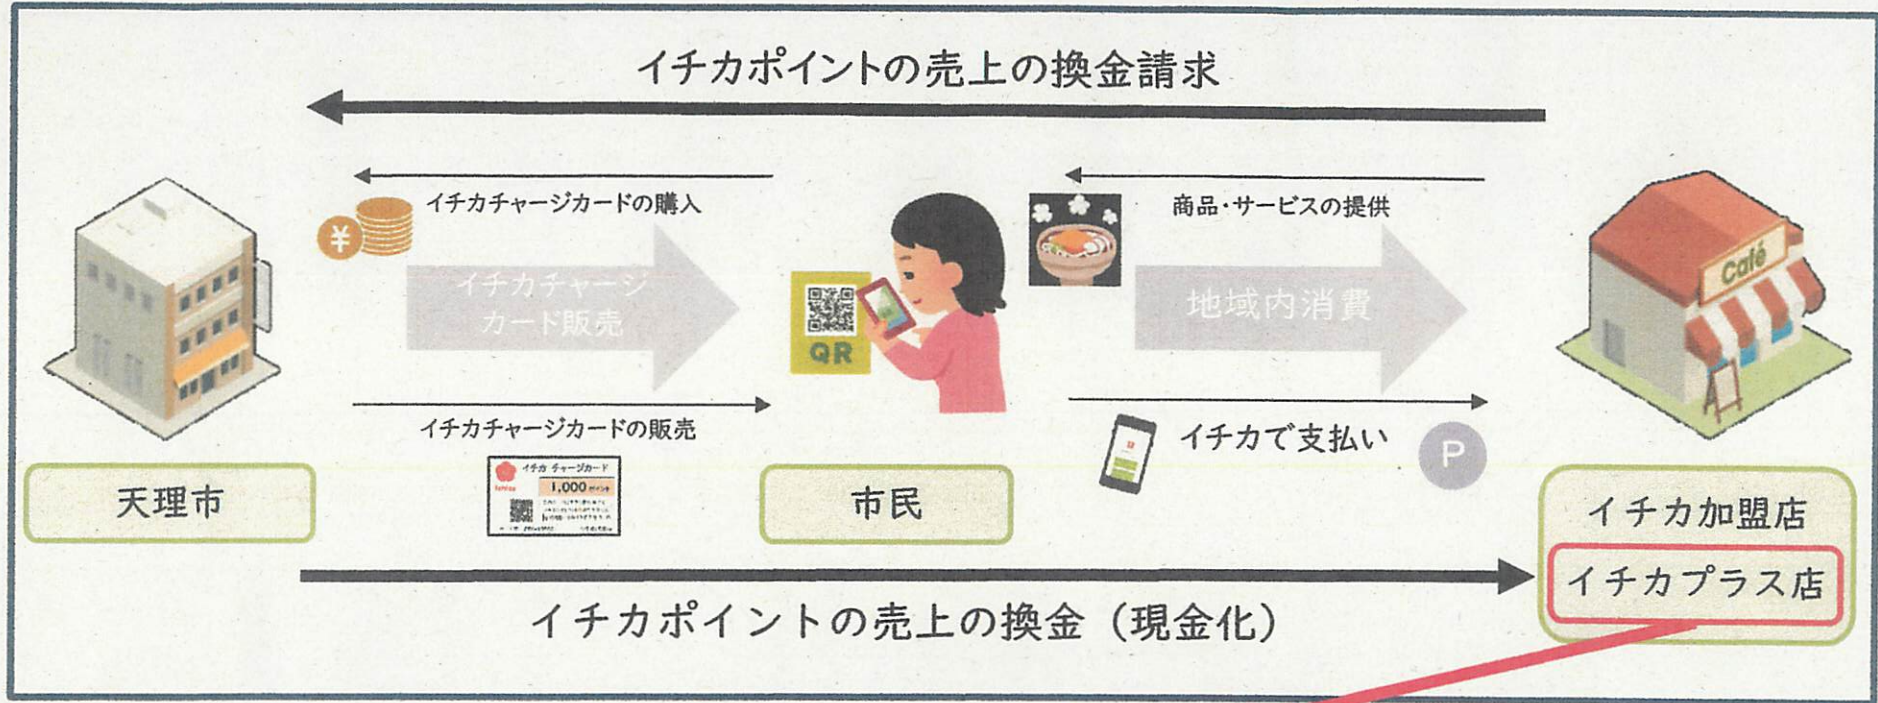 イチカポイントの売上の換金請求
イチカチャージカードの購入
商品・サービスの提供
¥
イチカチャージ
カード販売
QR
地域内消費
Café
イチカチャージカードの販売
イチカで支払い
P
イチカ チャージカード
1,000 ポイント
天理市
市民
イチカ加盟店
イチカプラス店
イチカポイントの売上の換金（現金化）